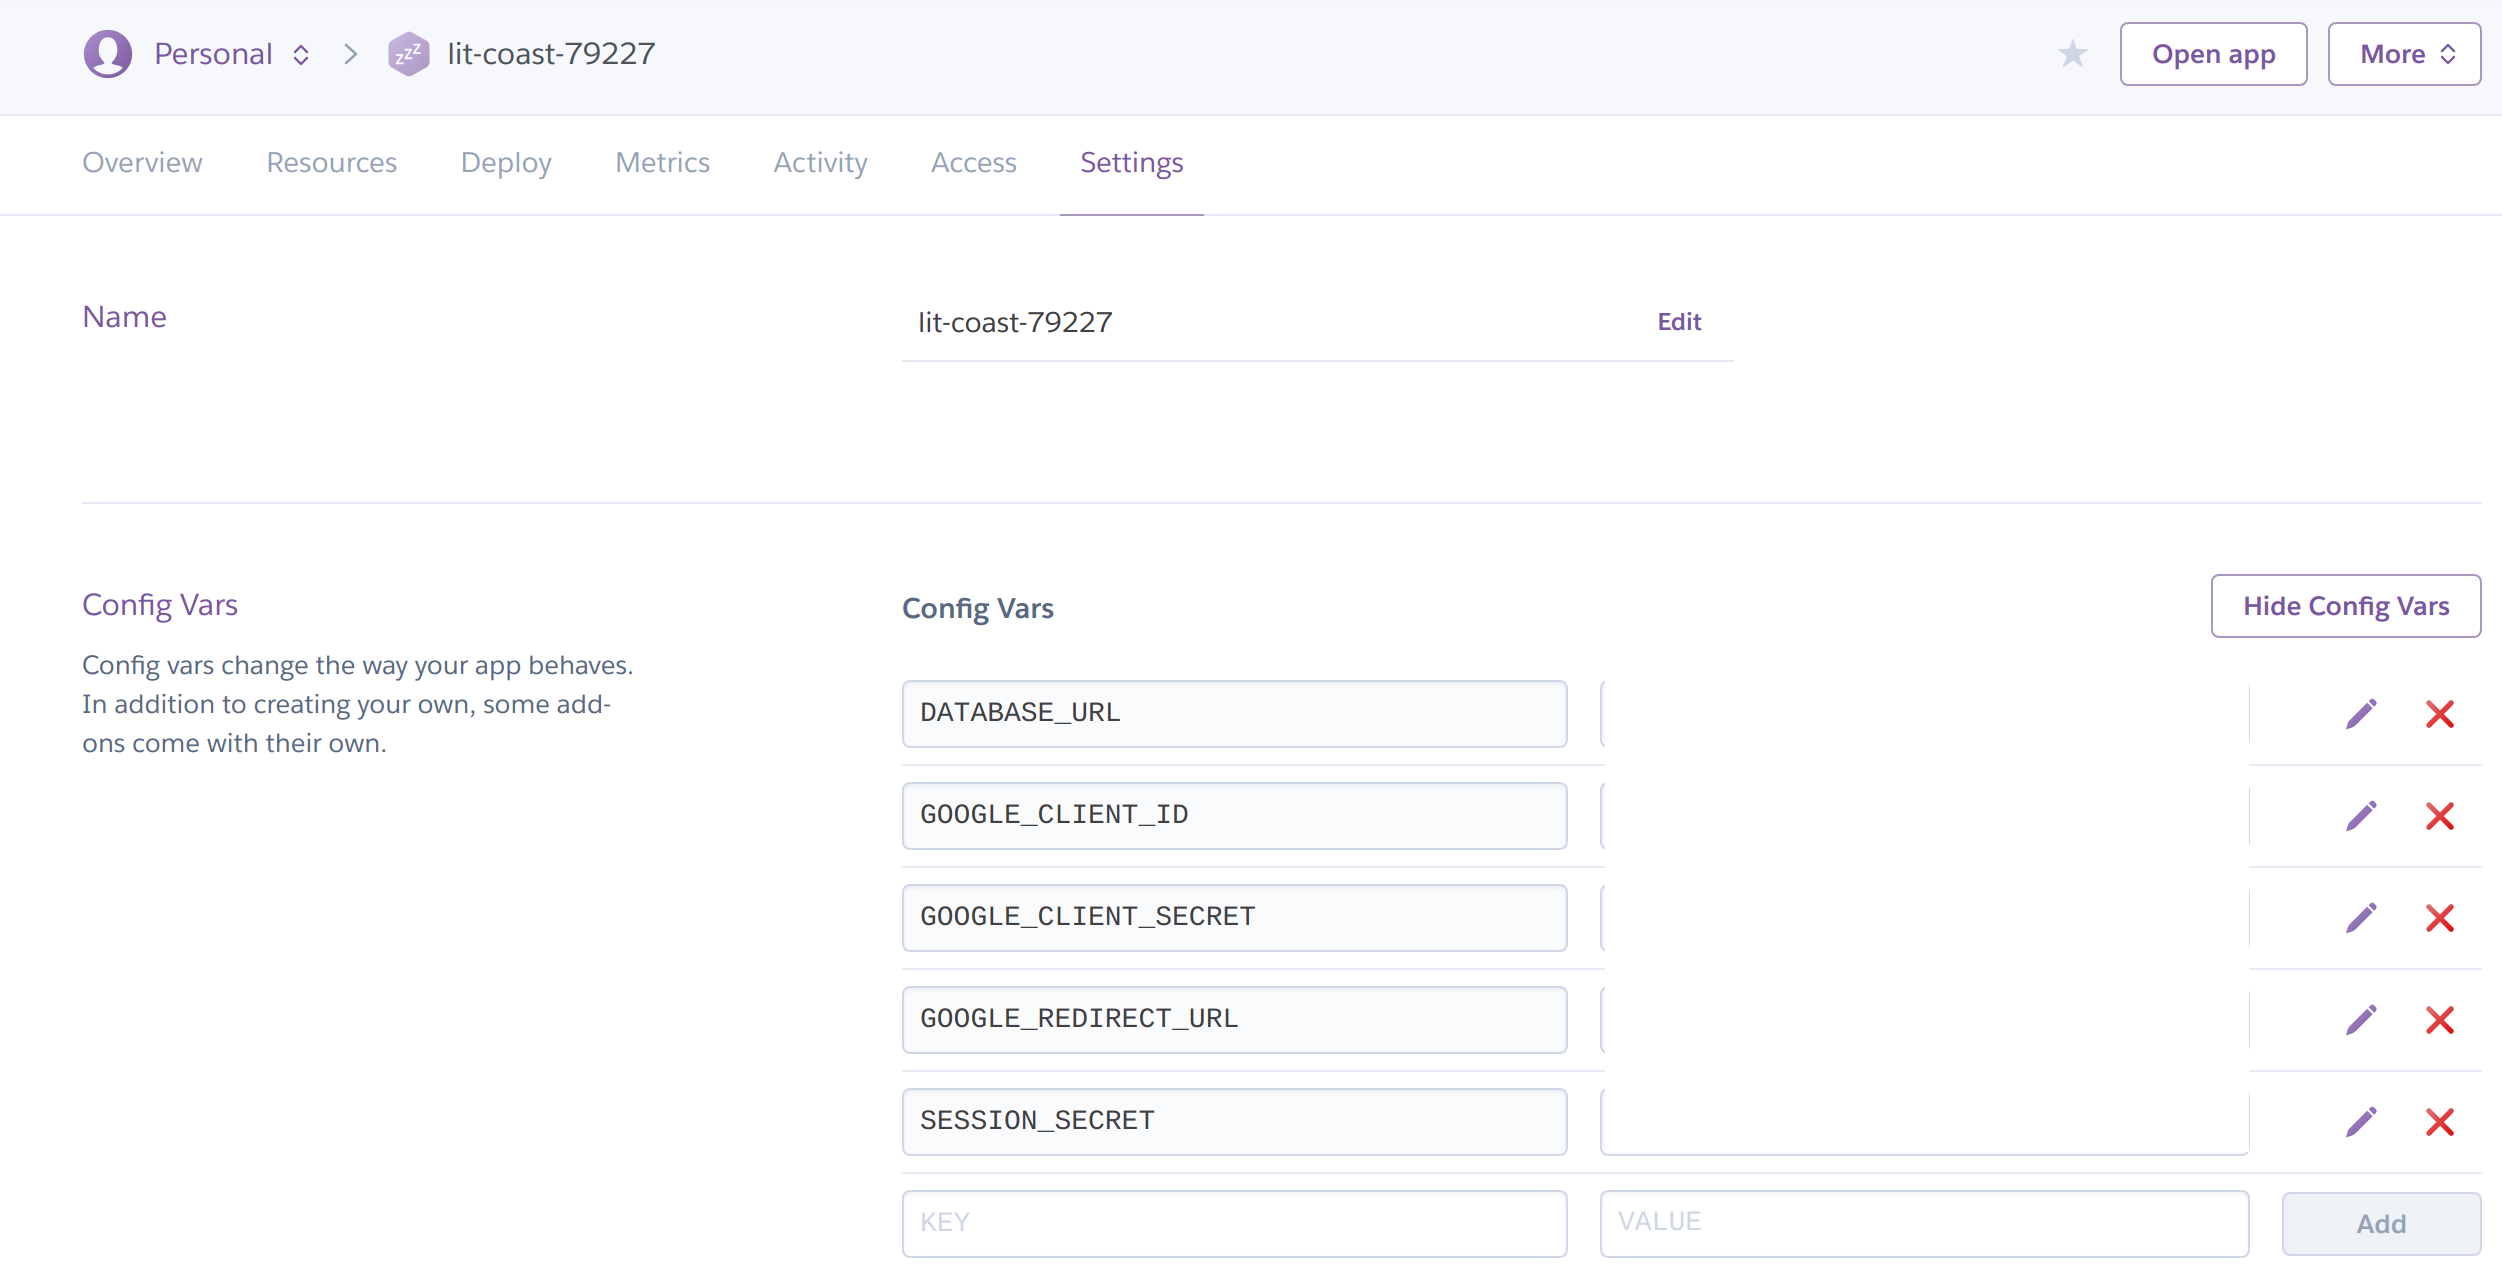 Personal
lit-coast-79227
Open app
More
Overview
Resources
Deploy
Metrics
Activity
Access
Settings
Name
lit-coast-79227
Edit
Config Vars
Config vars change the way your app behaves.
In addition to creating your own, some add-
ons come with their own.
Config Vars
Hide Config Vars
DATABASE_URL
GOOGLE_CLIENT_ID
GOOGLE_CLIENT_SECRET
GOOGLE_REDIRECT_URL
SESSION_SECRET
KEY
VALUE
Add